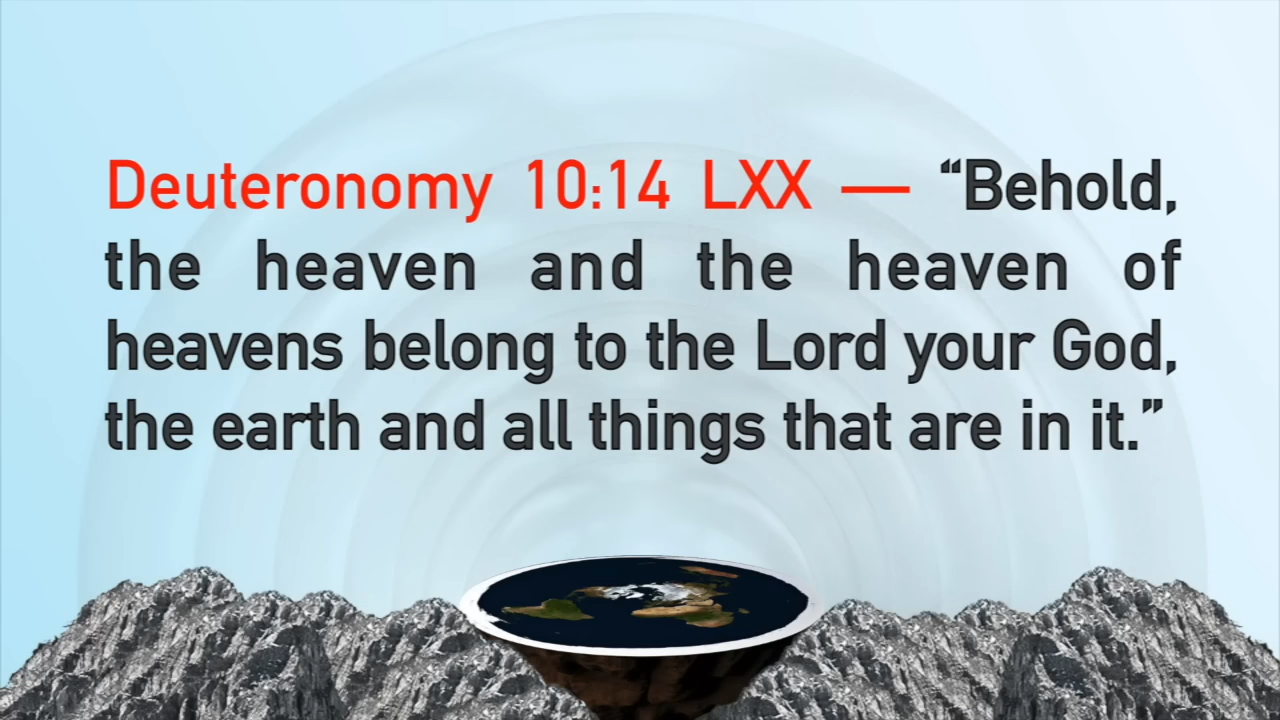 Deuteronomy 10:14 LXX — “Behold,
the heaven and the heaven of
heavens belong to the Lord your God,
the earth and all things that are in it.”